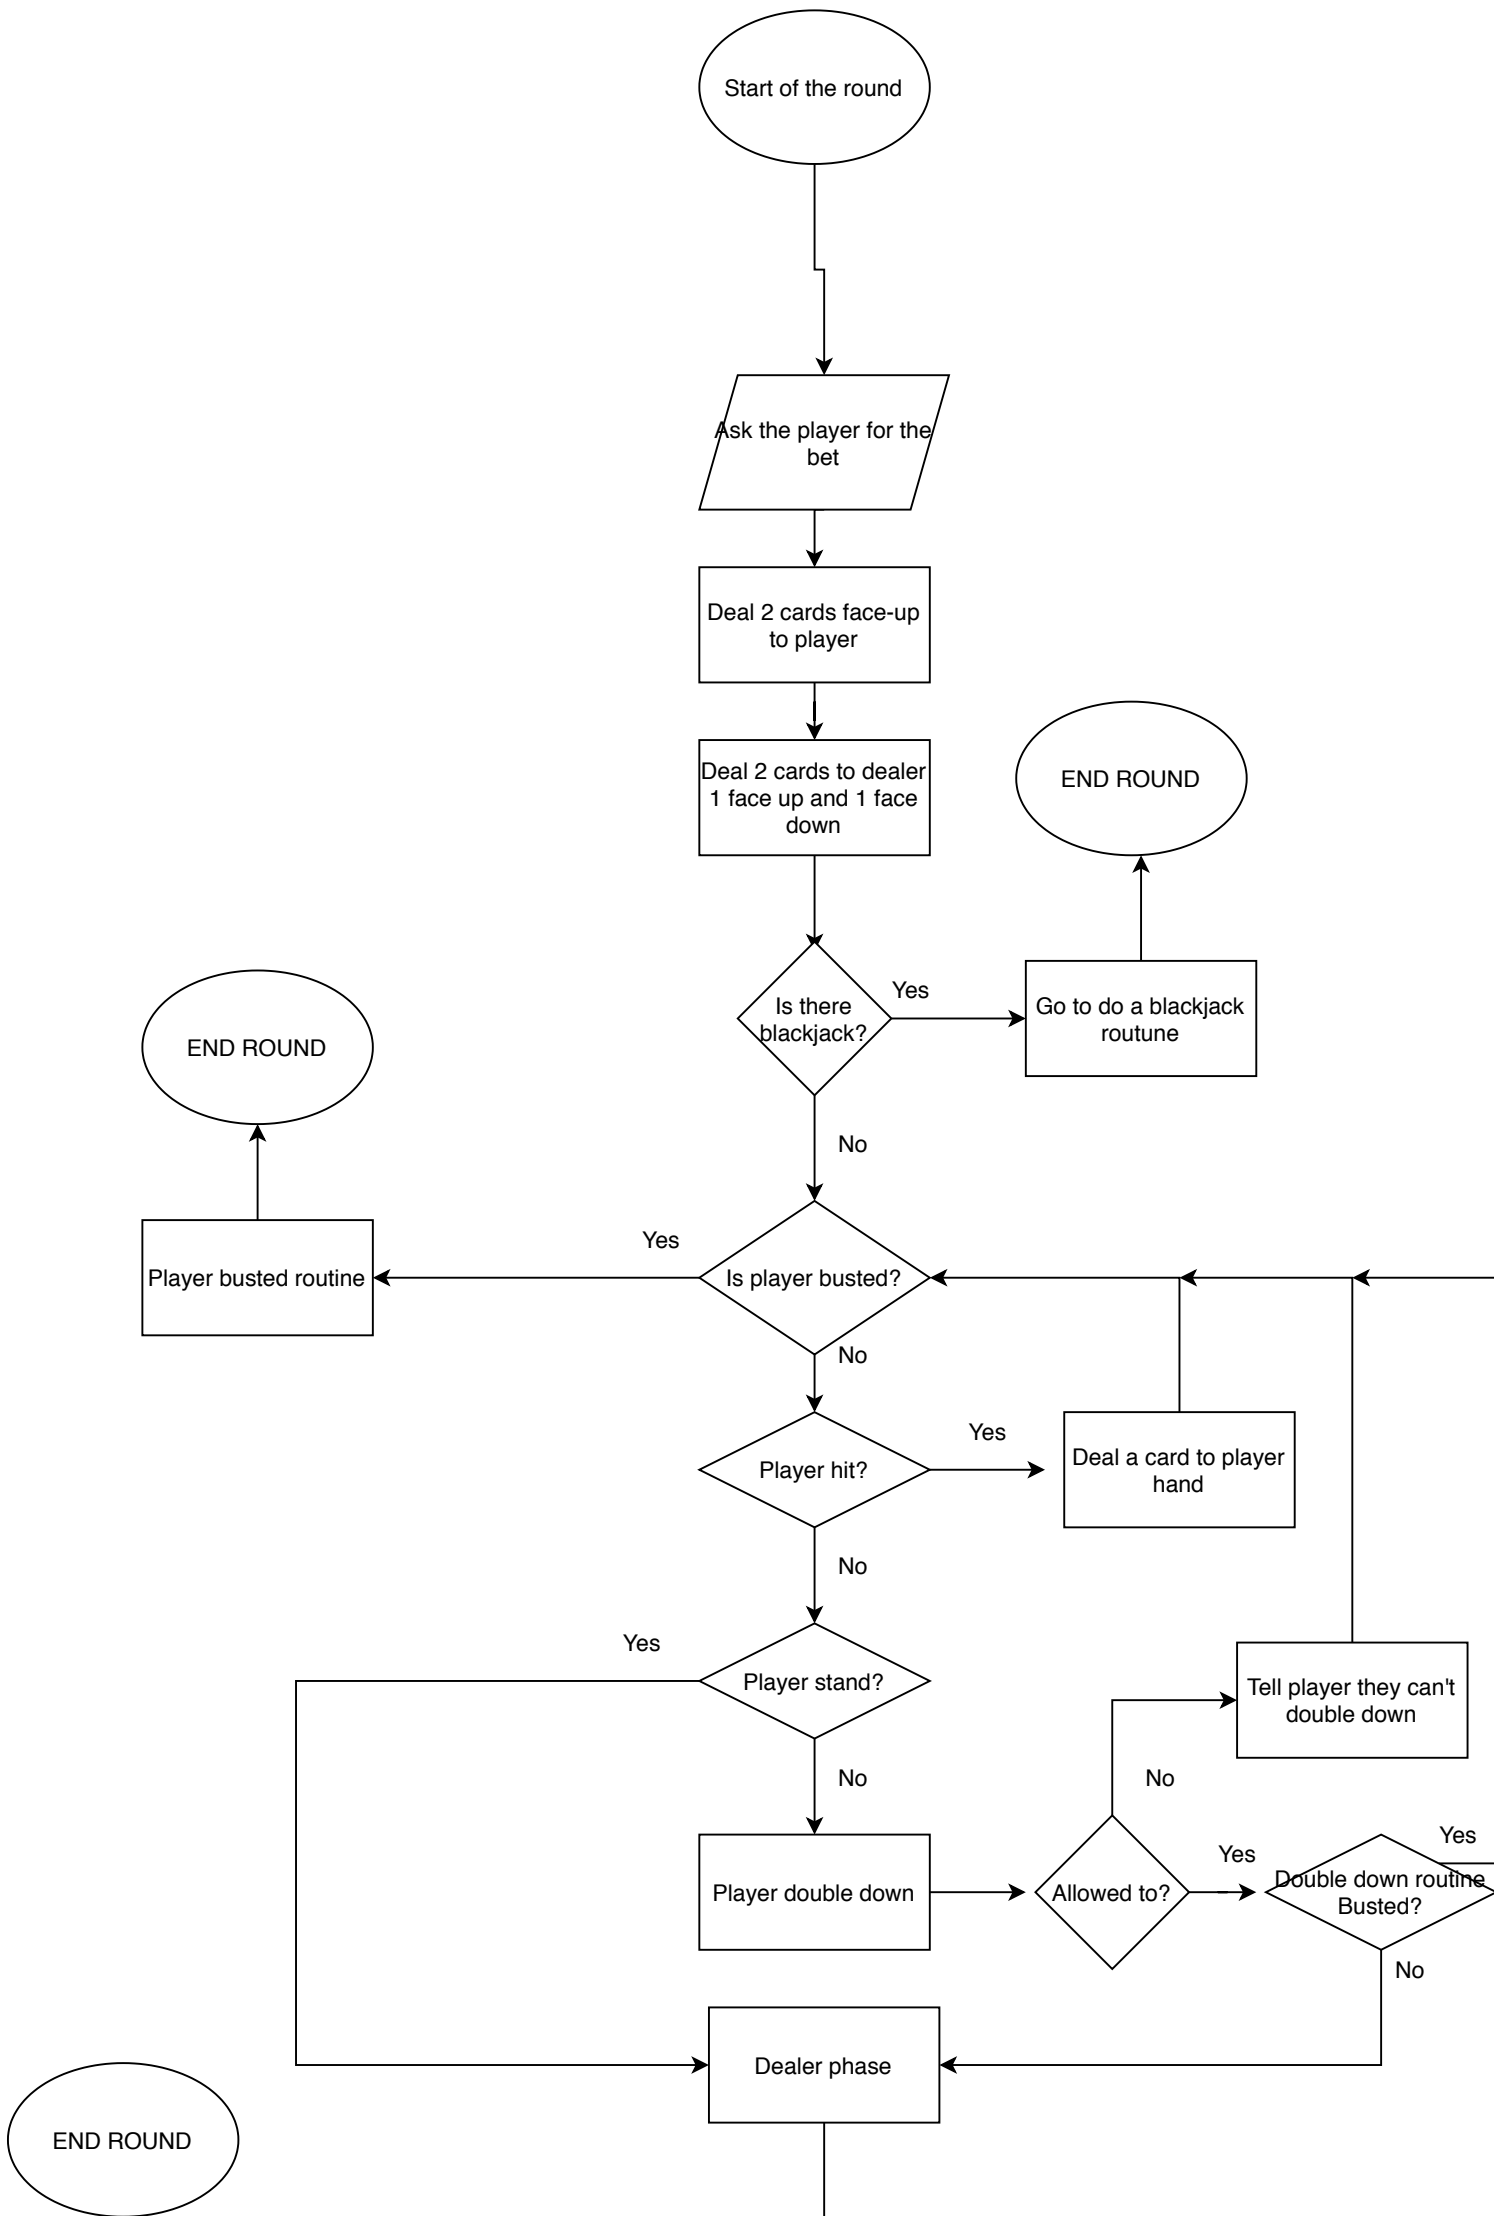 Start of the round
Ask the player for the
bet
Deal 2 cards face-up
to player
Deal 2 cards to dealer
1 face up and 1 face
down
END ROUND
Is there
blackjack?
Yes
Go to do a blackjack
routune
END ROUND
No
Player busted routine
Yes
Is player busted?
No
Player hit?
Yes
Deal a card to player
hand
No
Yes
Player stand?
Tell player they can't
double down
No
No
Player double down
Allowed to?
Yes
Double down routine
Busted?
Yes
No
Dealer phase
END ROUND